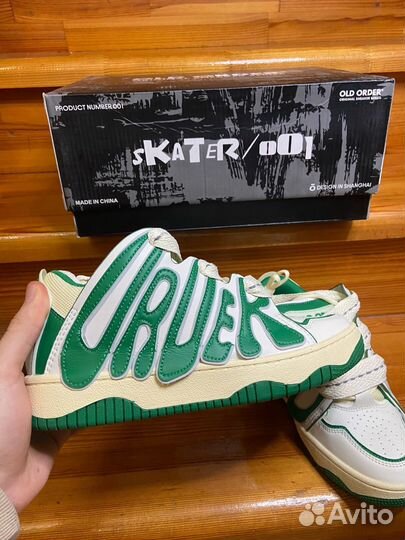 PRODUCT NUMBER.001
OLD ORDER®
ORIGINAL SNEAKER SERIES
SKATER/001
DESIGN IN SHANGHAI
MADE IN CHINA
ORDER
Avito